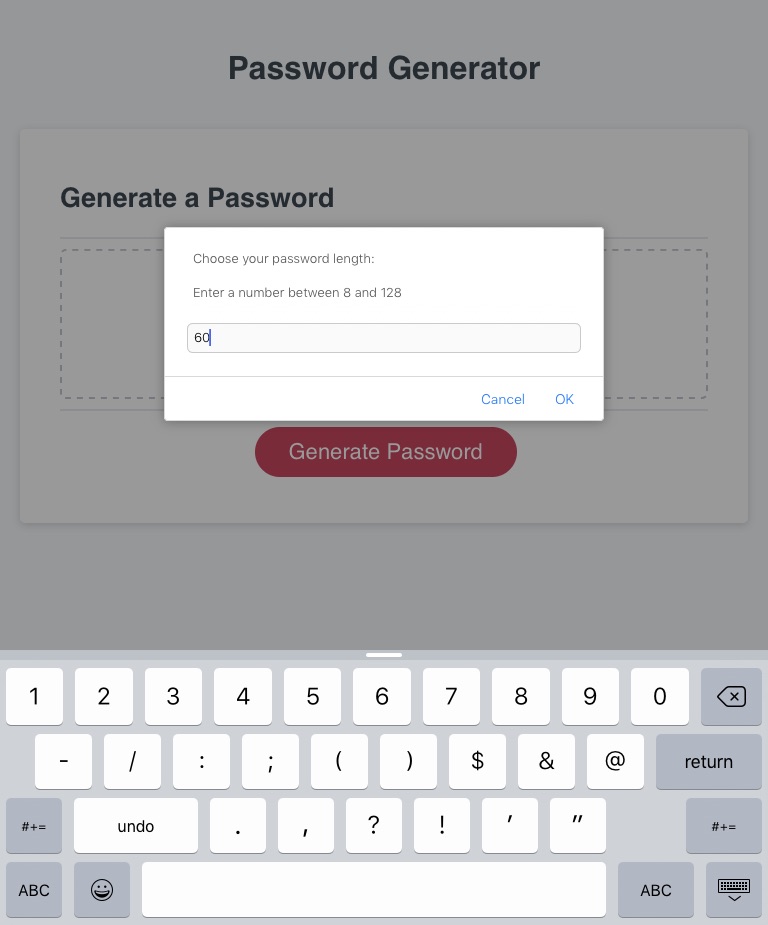 Password Generator
Generate a Password
Choose your password length:
Enter a number between 8 and 128
60
Cancel OK
Generate Password
1 2 3 4 5 6 7 8 9 0
- / : ; ( ) $ & @ return
#+= undo . , ? ! ’ ” #+=
ABC ABC